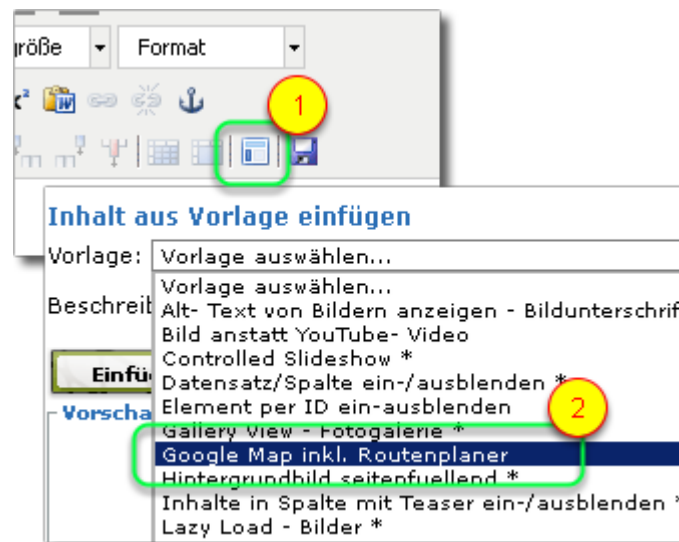 größe Format
x²
1
Inhalt aus Vorlage einfügen
Vorlage: Vorlage auswählen...
Vorlage auswählen...
Beschreib
Alt- Text von Bildern anzeigen - Bildunterschrif
Bild anstatt YouTube- Video
Controlled Slideshow *
Einfü
Datensatz/Spalte ein-/ausblenden *
Vorscha
Element per ID ein-ausblenden
2
Gallery View - Fotogalerie *
Google Map inkl. Routenplaner
Hintergrundbild seitenfuellend *
Inhalte in Spalte mit Teaser ein-/ausblenden *
Lazy Load - Bilder *